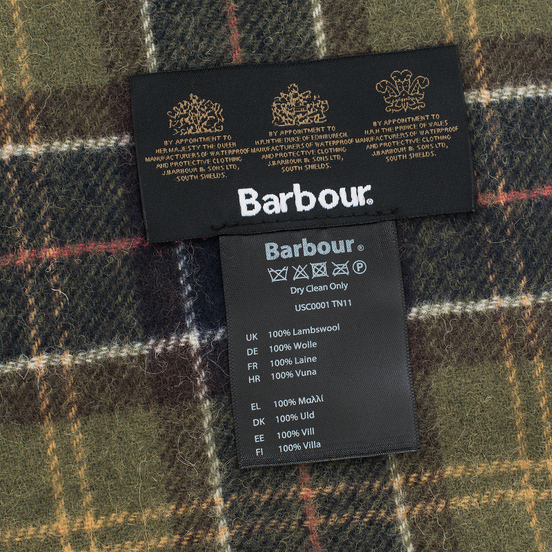 BY APPOINTMENT TO
HER MAJESTY THE QUEEN
MANUFACTURERS OF WATERPROOF
AND PROTECTIVE CLOTHING
J.BARBOUR & SONS LTD,
SOUTH SHIELDS.
BY APPOINTMENT TO
H.R.H. THE DUKE OF EDINBURGH.
MANUFACTURERS OF WATERPROOF
AND PROTECTIVE CLOTHING
J.BARBOUR & SONS LTD,
SOUTH SHIELDS.
BY APPOINTMENT TO
H.R.H THE PRINCE OF WALES
MANUFACTURERS OF WATERPROOF
AND PROTECTIVE CLOTHING
J.BARBOUR & SONS LTD,
SOUTH SHIELDS.
Barbour®
Barbour®
P
Dry Clean Only
USC0001 TN11
UK 100% Lambswool
DE 100% Wolle
FR 100% Laine
HR 100% Vuna
EL 100% Μαλλί
DK 100% Uld
EE 100% Vill
FI 100% Villa